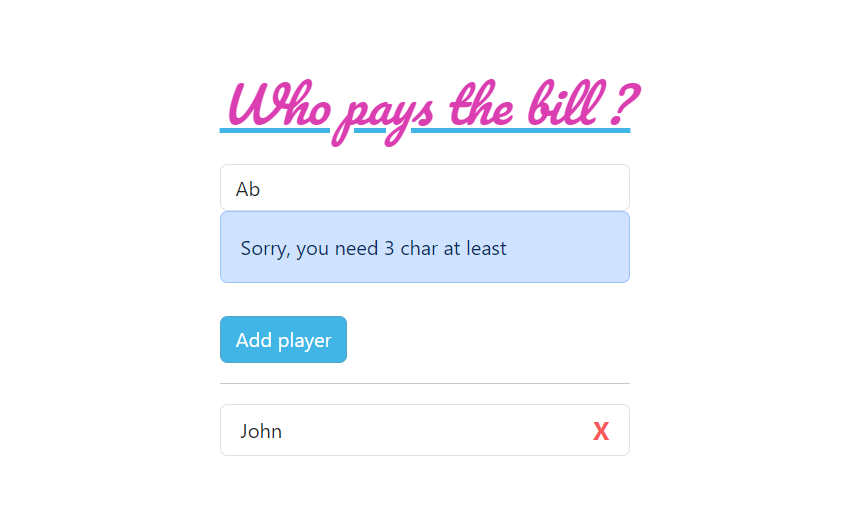 Who pays the bill ?
Ab
Sorry, you need 3 char at least
Add player
John X